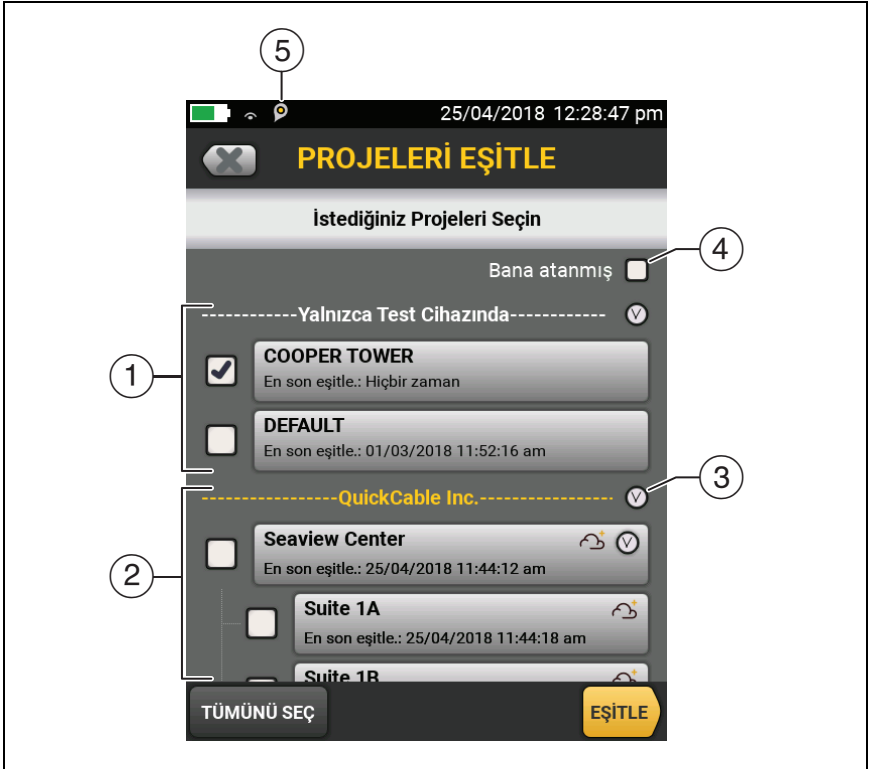 5
25/04/2018 12:28:47 pm
PROJELERİ EŞİTLE
İstediğiniz Projeleri Seçin
Bana atanmış
4
------------Yalnızca Test Cihazında------------
1
COOPER TOWER
En son eşitle.: Hiçbir zaman
DEFAULT
En son eşitle.: 01/03/2018 11:52:16 am
-----------------QuickCable Inc.-----------------
3
2
Seaview Center
En son eşitle.: 25/04/2018 11:44:12 am
Suite 1A
En son eşitle.: 25/04/2018 11:44:18 am
Suite 1B
TÜMÜNÜ SEÇ
EŞİTLE